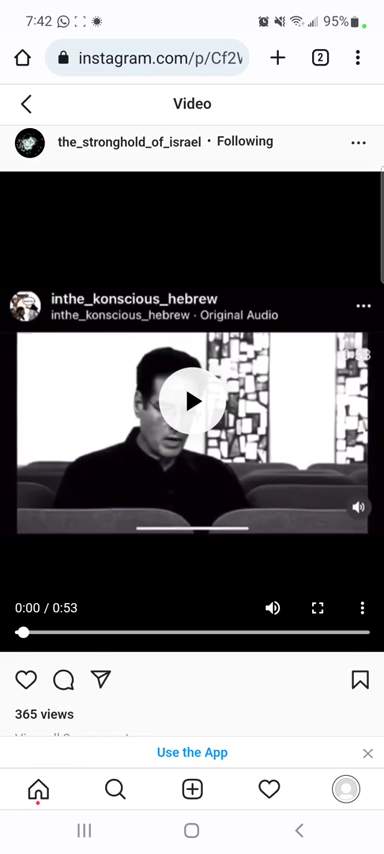 7:42
95%
instagram.com/p/Cf2
2
Video
the_stronghold_of_israel • Following
inthe_konscious_hebrew
inthe_konscious_hebrew · Original Audio
0:00 / 0:53
365 views
Use the App